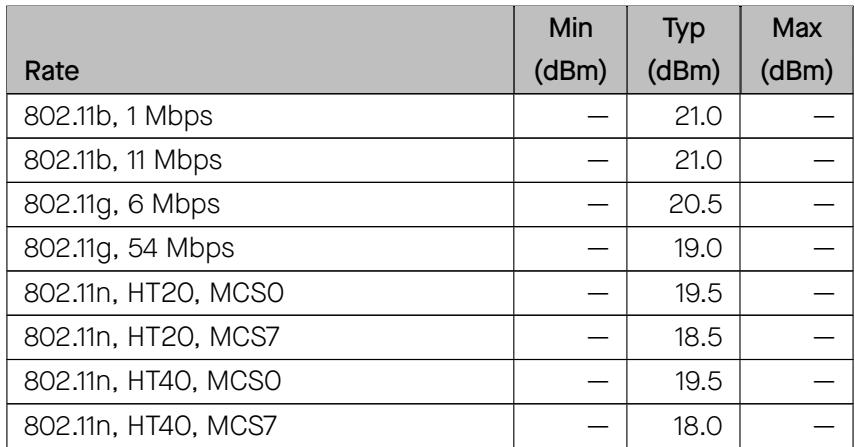 Rate Min (dBm) Typ (dBm) Max (dBm)
802.11b, 1 Mbps — 21.0 —
802.11b, 11 Mbps — 21.0 —
802.11g, 6 Mbps — 20.5 —
802.11g, 54 Mbps — 19.0 —
802.11n, HT20, MCS0 — 19.5 —
802.11n, HT20, MCS7 — 18.5 —
802.11n, HT40, MCS0 — 19.5 —
802.11n, HT40, MCS7 — 18.0 —